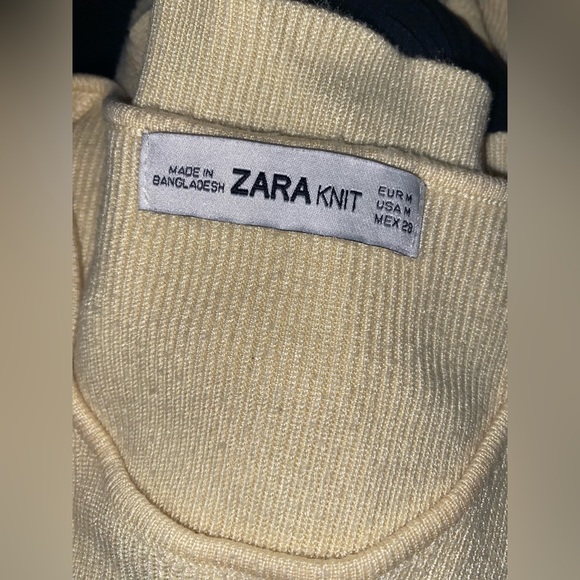 MADE IN
BANGLADESH
ZARA KNIT
EUR M
USA M
MEX 28